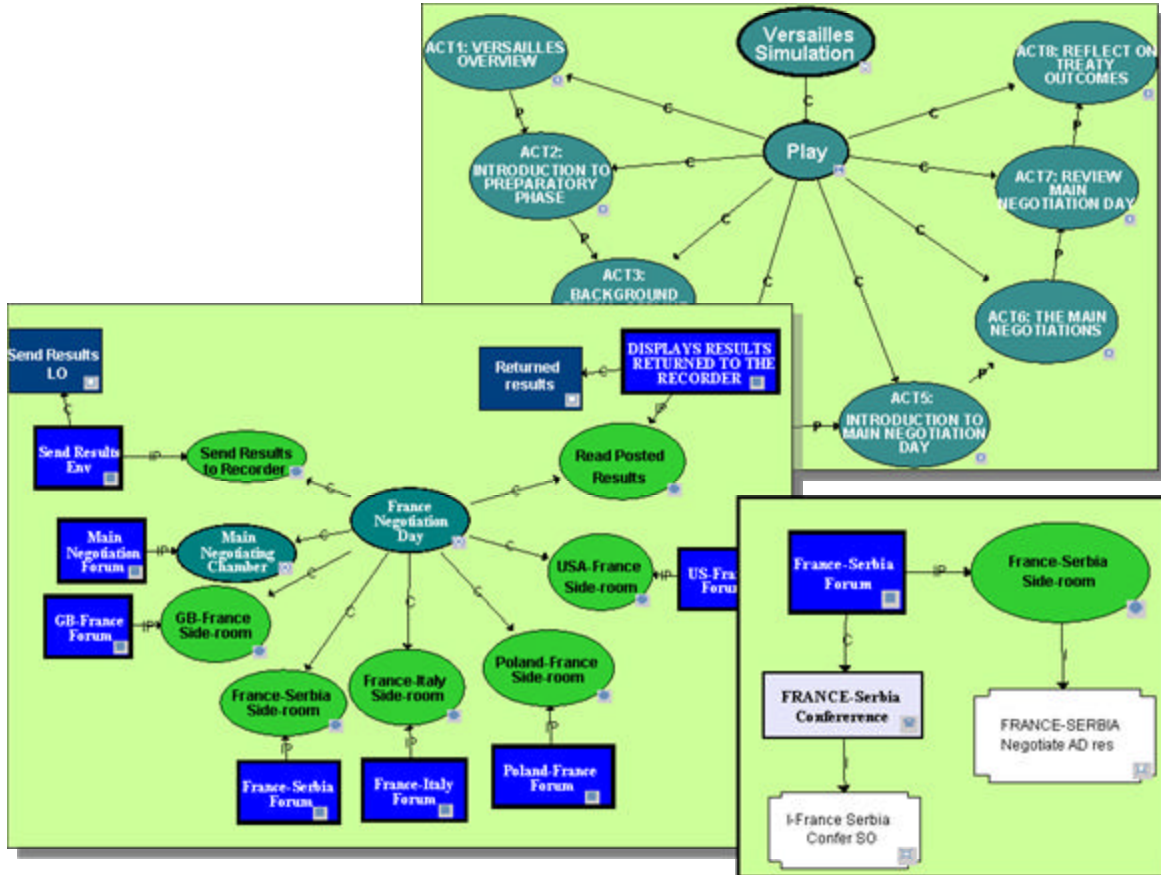 Versailles
Simulation
C
ACT1: VERSAILLES
OVERVIEW
ACT8: REFLECT ON
TREATY
OUTCOMES
C
C
P
P
Play
ACT2:
INTRODUCTION TO
PREPARATORY
PHASE
C
C
ACT7: REVIEW
MAIN
NEGOTIATION DAY
C
C
P
P
ACT3:
BACKGROUND
C
C
ACT6: THE MAIN
NEGOTIATIONS
P
ACT5:
INTRODUCTION TO
MAIN NEGOTIATION
DAY
P
Send Results
LO
Returned
results
C
DISPLAYS RESULTS
RETURNED TO THE
RECORDER
C
IP
Send Results
Env
IP
Send Results
to Recorder
Read Posted
Results
C
C
France
Negotiation
Day
Main
Negotiation
Forum
IP
Main
Negotiating
Chamber
C
C
USA-France
Side-room
IP
US-Fran
Forum
GB-France
Forum
IP
GB-France
Side-room
C
C
C
C
France-Serbia
Side-room
France-Italy
Side-room
Poland-France
Side-room
IP
IP
IP
France-Serbia
Forum
France-Italy
Forum
Poland-France
Forum
France-Serbia
Forum
IP
France-Serbia
Side-room
C
I
FRANCE-Serbia
Confererence
FRANCE-SERBIA
Negotiate AD res
I
I-France Serbia
Confer SO